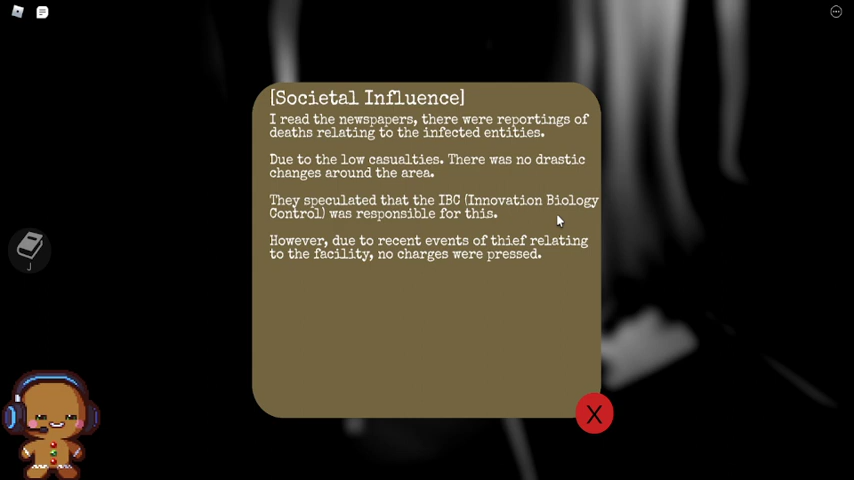 [Societal Influence]
I read the newspapers, there were reportings of
deaths relating to the infected entities.
Due to the low casualties. There was no drastic
changes around the area.
They speculated that the IBC (Innovation Biology
Control) was responsible for this.
However, due to recent events of thief relating
to the facility, no charges were pressed.
J
X